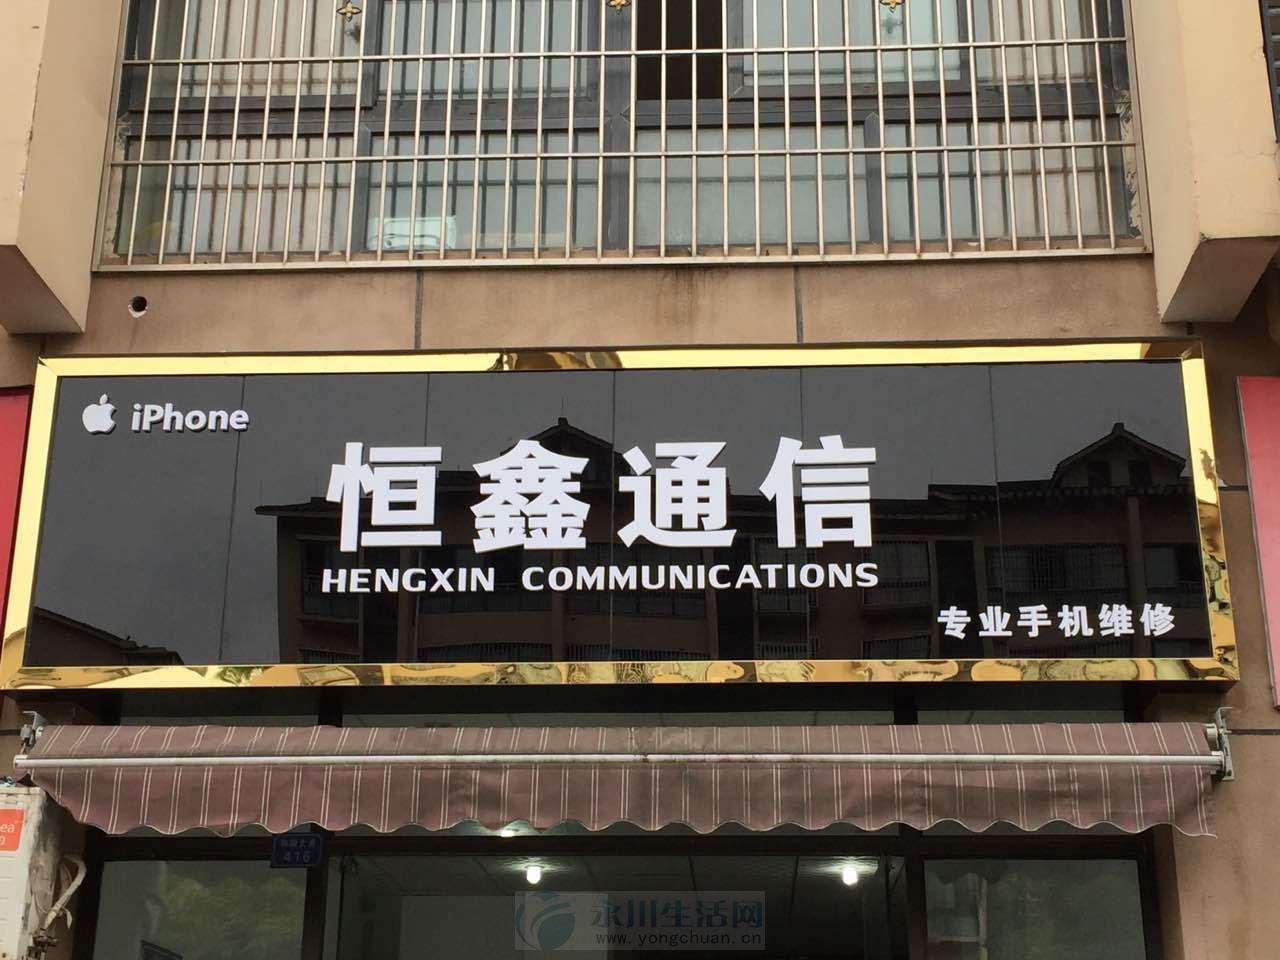 iPhone
恒鑫通信
HENGXIN COMMUNICATIONS
专业手机维修
416
永川生活网
www.yongchuan.cn